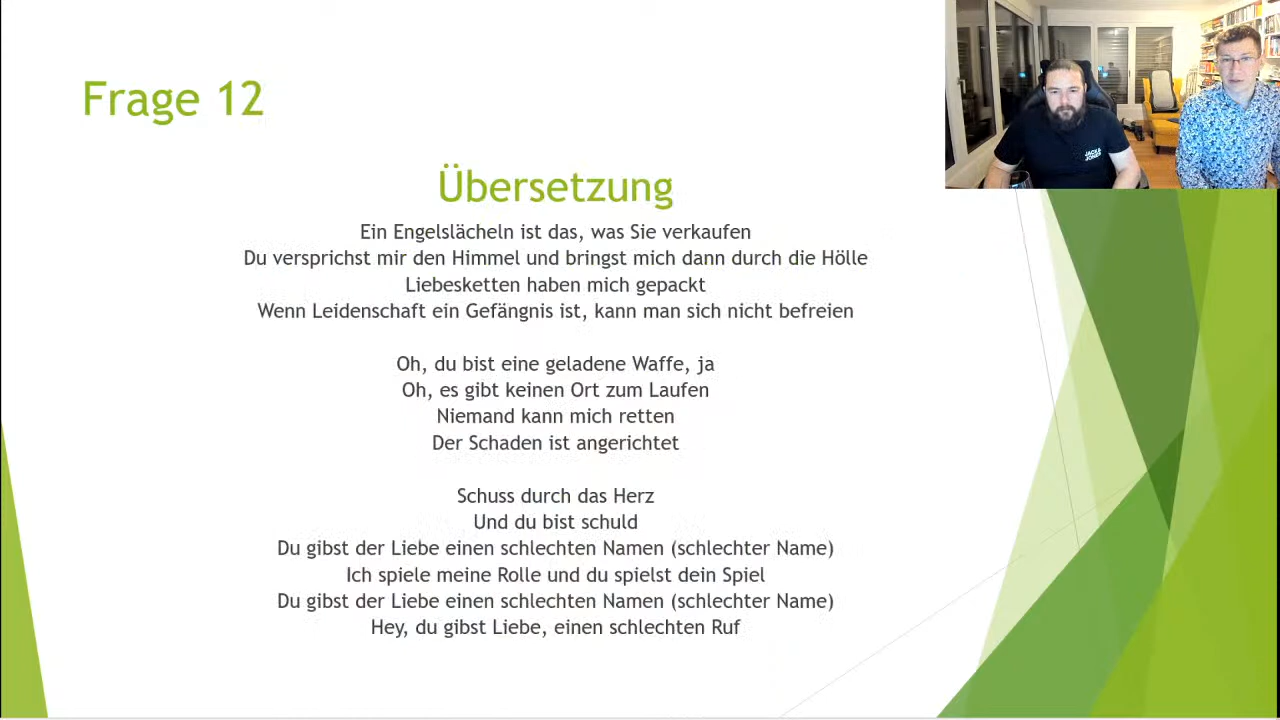 Frage 12
Übersetzung
Ein Engelslächeln ist das, was Sie verkaufen
Du versprichst mir den Himmel und bringst mich dann durch die Hölle
Liebesketten haben mich gepackt
Wenn Leidenschaft ein Gefängnis ist, kann man sich nicht befreien
Oh, du bist eine geladene Waffe, ja
Oh, es gibt keinen Ort zum Laufen
Niemand kann mich retten
Der Schaden ist angerichtet
Schuss durch das Herz
Und du bist schuld
Du gibst der Liebe einen schlechten Namen (schlechter Name)
Ich spiele meine Rolle und du spielst dein Spiel
Du gibst der Liebe einen schlechten Namen (schlechter Name)
Hey, du gibst Liebe, einen schlechten Ruf
JACK&
JONES